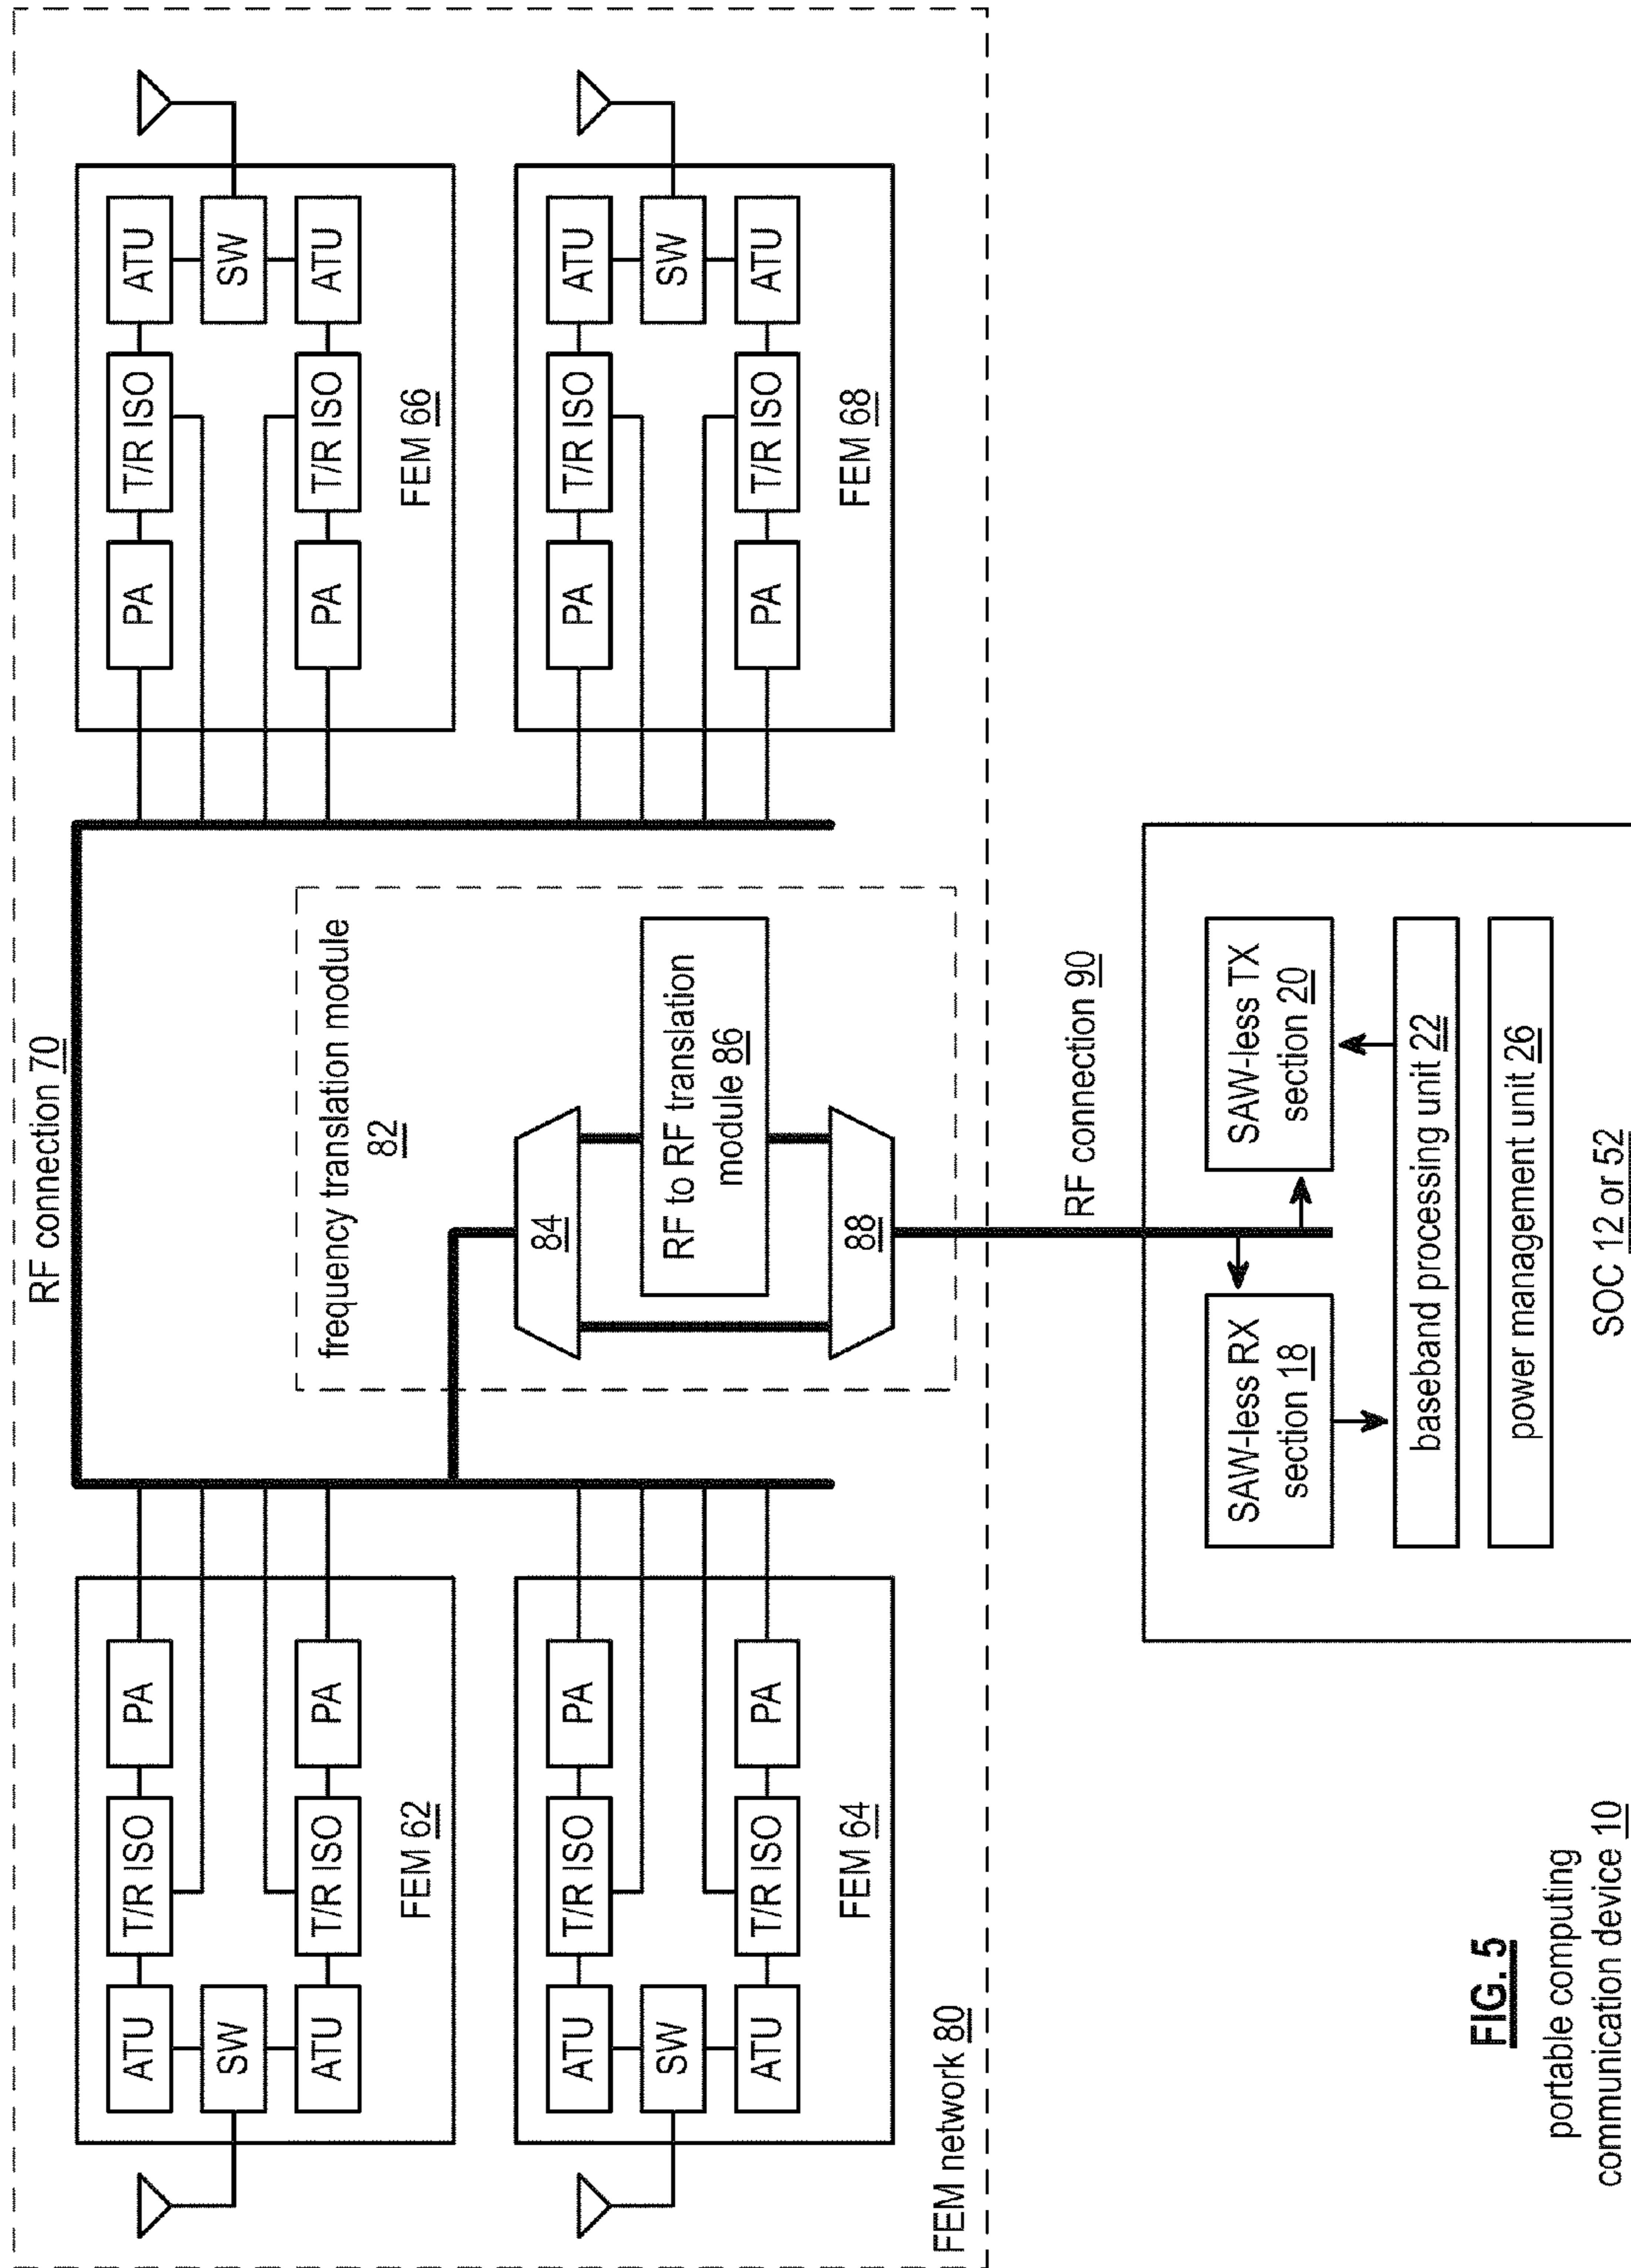 RF connection 70
ATU
T/R ISO
PA
SW
ATU
T/R ISO
PA
FEM 62
PA
T/R ISO
ATU
SW
PA
T/R ISO
ATU
FEM 66
frequency translation module
82
84
RF to RF translation
module 86
88
ATU
T/R ISO
PA
SW
ATU
T/R ISO
PA
FEM 64
PA
T/R ISO
ATU
SW
PA
T/R ISO
ATU
FEM 68
FEM network 80
RF connection 90
SAW-less RX
section 18
SAW-less TX
section 20
baseband processing unit 22
power management unit 26
SOC 12 or 52
FIG. 5
portable computing
communication device 10